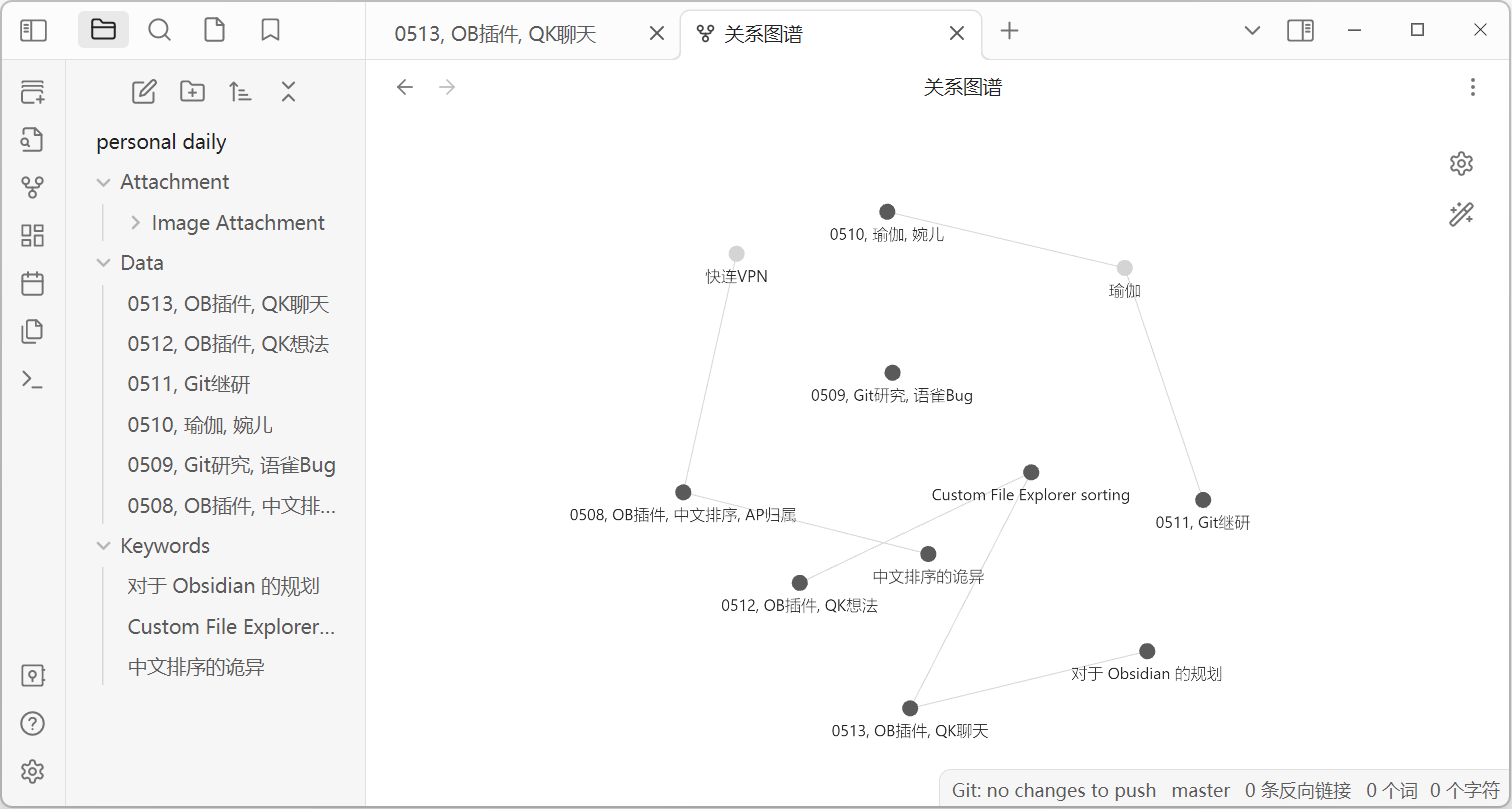 0513, OB插件, QK聊天
关系图谱
关系图谱
personal daily
Attachment
Image Attachment
Data
0513, OB插件, QK聊天
0512, OB插件, QK想法
0511, Git继研
0510, 瑜伽, 婉儿
0509, Git研究, 语雀Bug
0508, OB插件, 中文排...
Keywords
对于 Obsidian 的规划
Custom File Explorer...
中文排序的诡异
0510, 瑜伽, 婉儿
快连VPN
瑜伽
0509, Git研究, 语雀Bug
Custom File Explorer sorting
0508, OB插件, 中文排序, AP归属
0511, Git继研
中文排序的诡异
0512, OB插件, QK想法
对于 Obsidian 的规划
0513, OB插件, QK聊天
Git: no changes to push master 0 条反向链接 0 个词 0 个字符